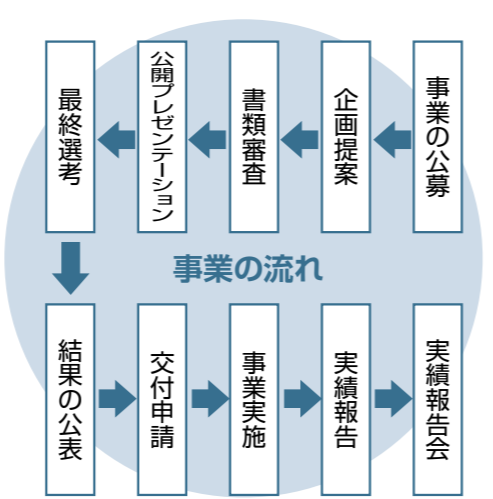 事業の公募
企画提案
書類審査
公開プレゼンテーション
最終選考
事業の流れ
結果の公表
交付申請
事業実施
実績報告
実績報告会